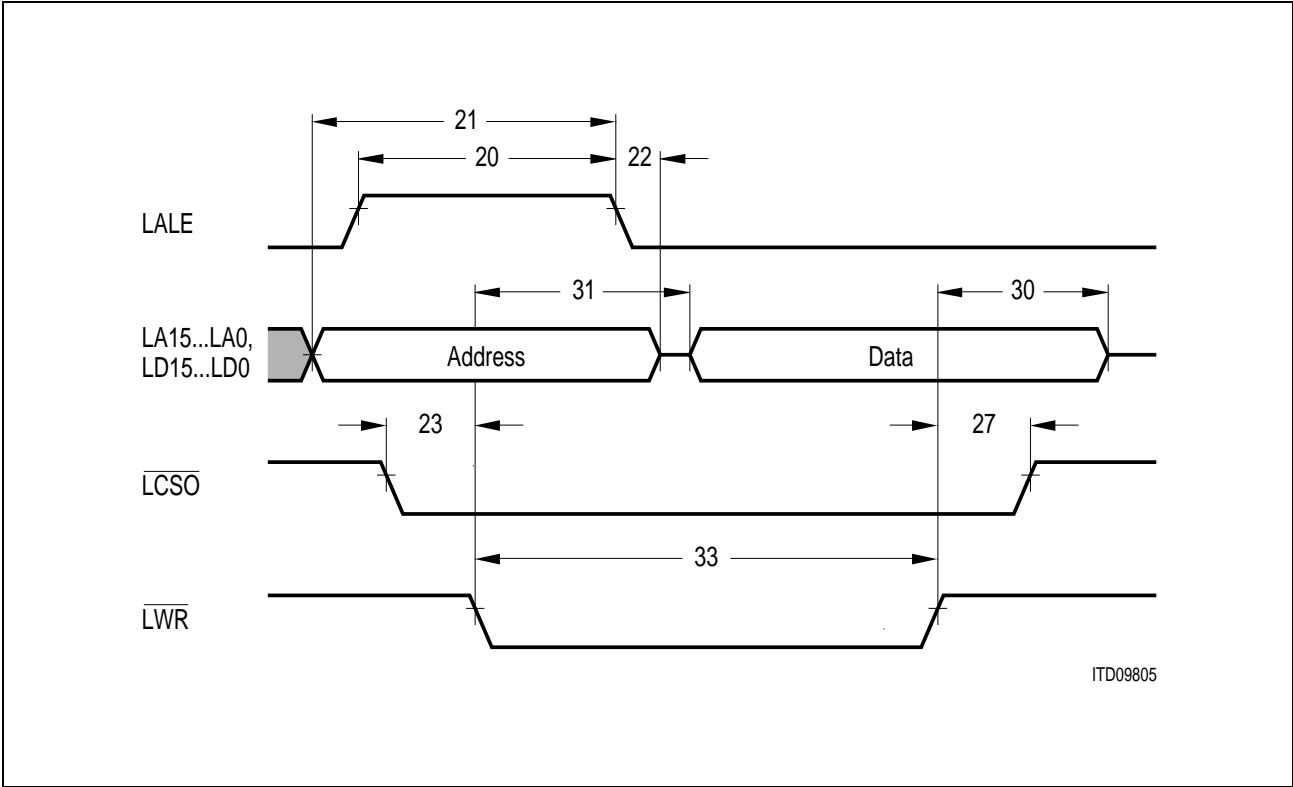 21
20
22
LALE
31
30
LA15...LA0,
LD15...LD0
Address
Data
23
27
LCSO
33
LWR
ITD09805